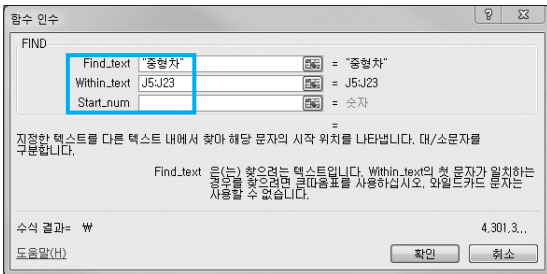 함수 인수
FIND
Find_text "중형차" = "중형차"
Within_text J5:J23 = J5:J23
Start_num = 숫자
=
지정한 텍스트를 다른 텍스트 내에서 찾아 해당 문자의 시작 위치를 나타냅니다. 대/소문자를
구분합니다.
Find_text 은(는) 찾으려는 텍스트입니다. Within_text의 첫 문자가 일치하는
경우를 찾으려면 큰따옴표를 사용하십시오. 와일드카드 문자는
사용할 수 없습니다.
수식 결과= ₩ 4,301,3...
도움말(H) 확인 취소